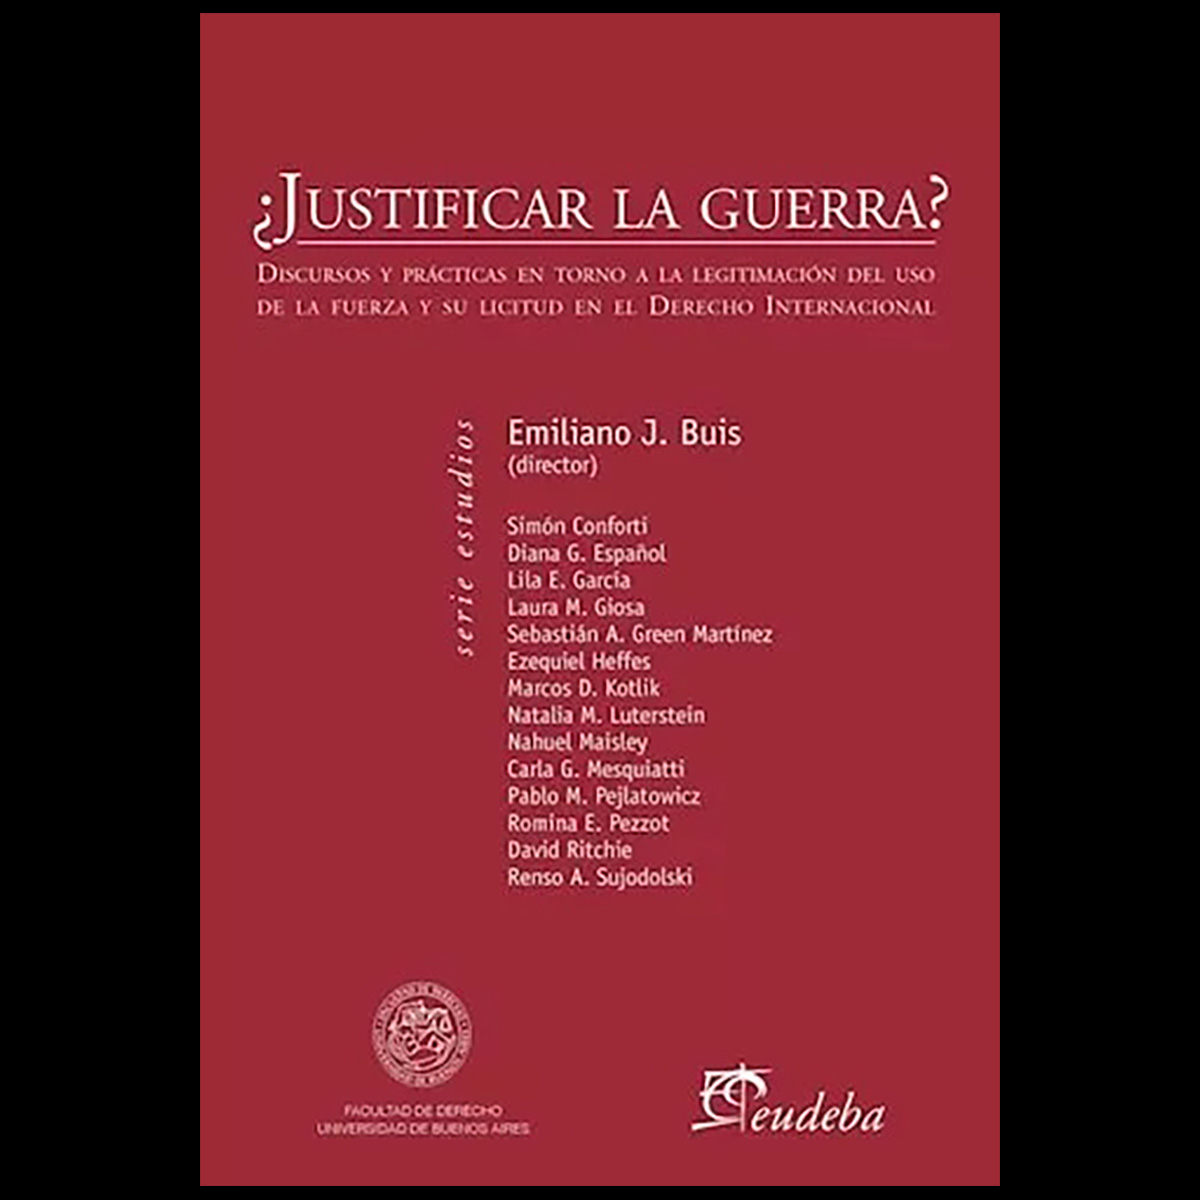 ¿Justificar la guerra?
Discursos y prácticas en torno a la legitimación del uso
de la fuerza y su licitud en el Derecho Internacional
serie estudios
Emiliano J. Buis
(director)
Simón Conforti
Diana G. Español
Lila E. García
Laura M. Giosa
Sebastián A. Green Martínez
Ezequiel Heffes
Marcos D. Kotlik
Natalia M. Luterstein
Nahuel Maisley
Carla G. Mesquiatti
Pablo M. Pejlatowicz
Romina E. Pezzot
David Ritchie
Renso A. Sujodolski
FACULTAD DE DERECHO
UNIVERSIDAD DE BUENOS AIRES
eudeba